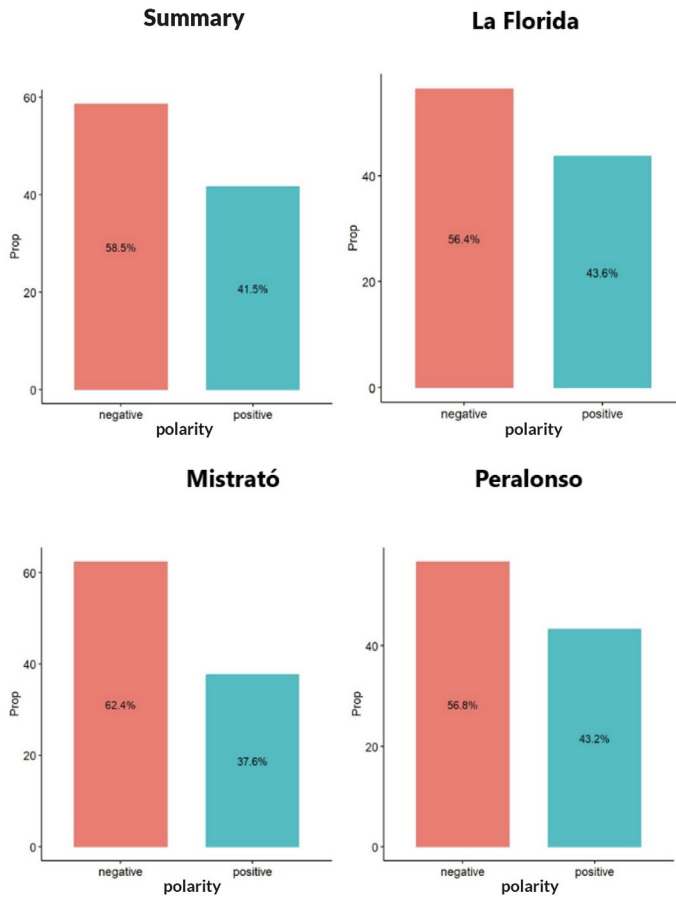 Summary
60
40
20
0
Prop
58.5%
41.5%
negative positive
polarity
La Florida
40
20
0
Prop
56.4%
43.6%
negative positive
polarity
Mistrató
60
40
20
0
Prop
62.4%
37.6%
negative positive
polarity
Peralonso
40
20
0
Prop
56.8%
43.2%
negative positive
polarity